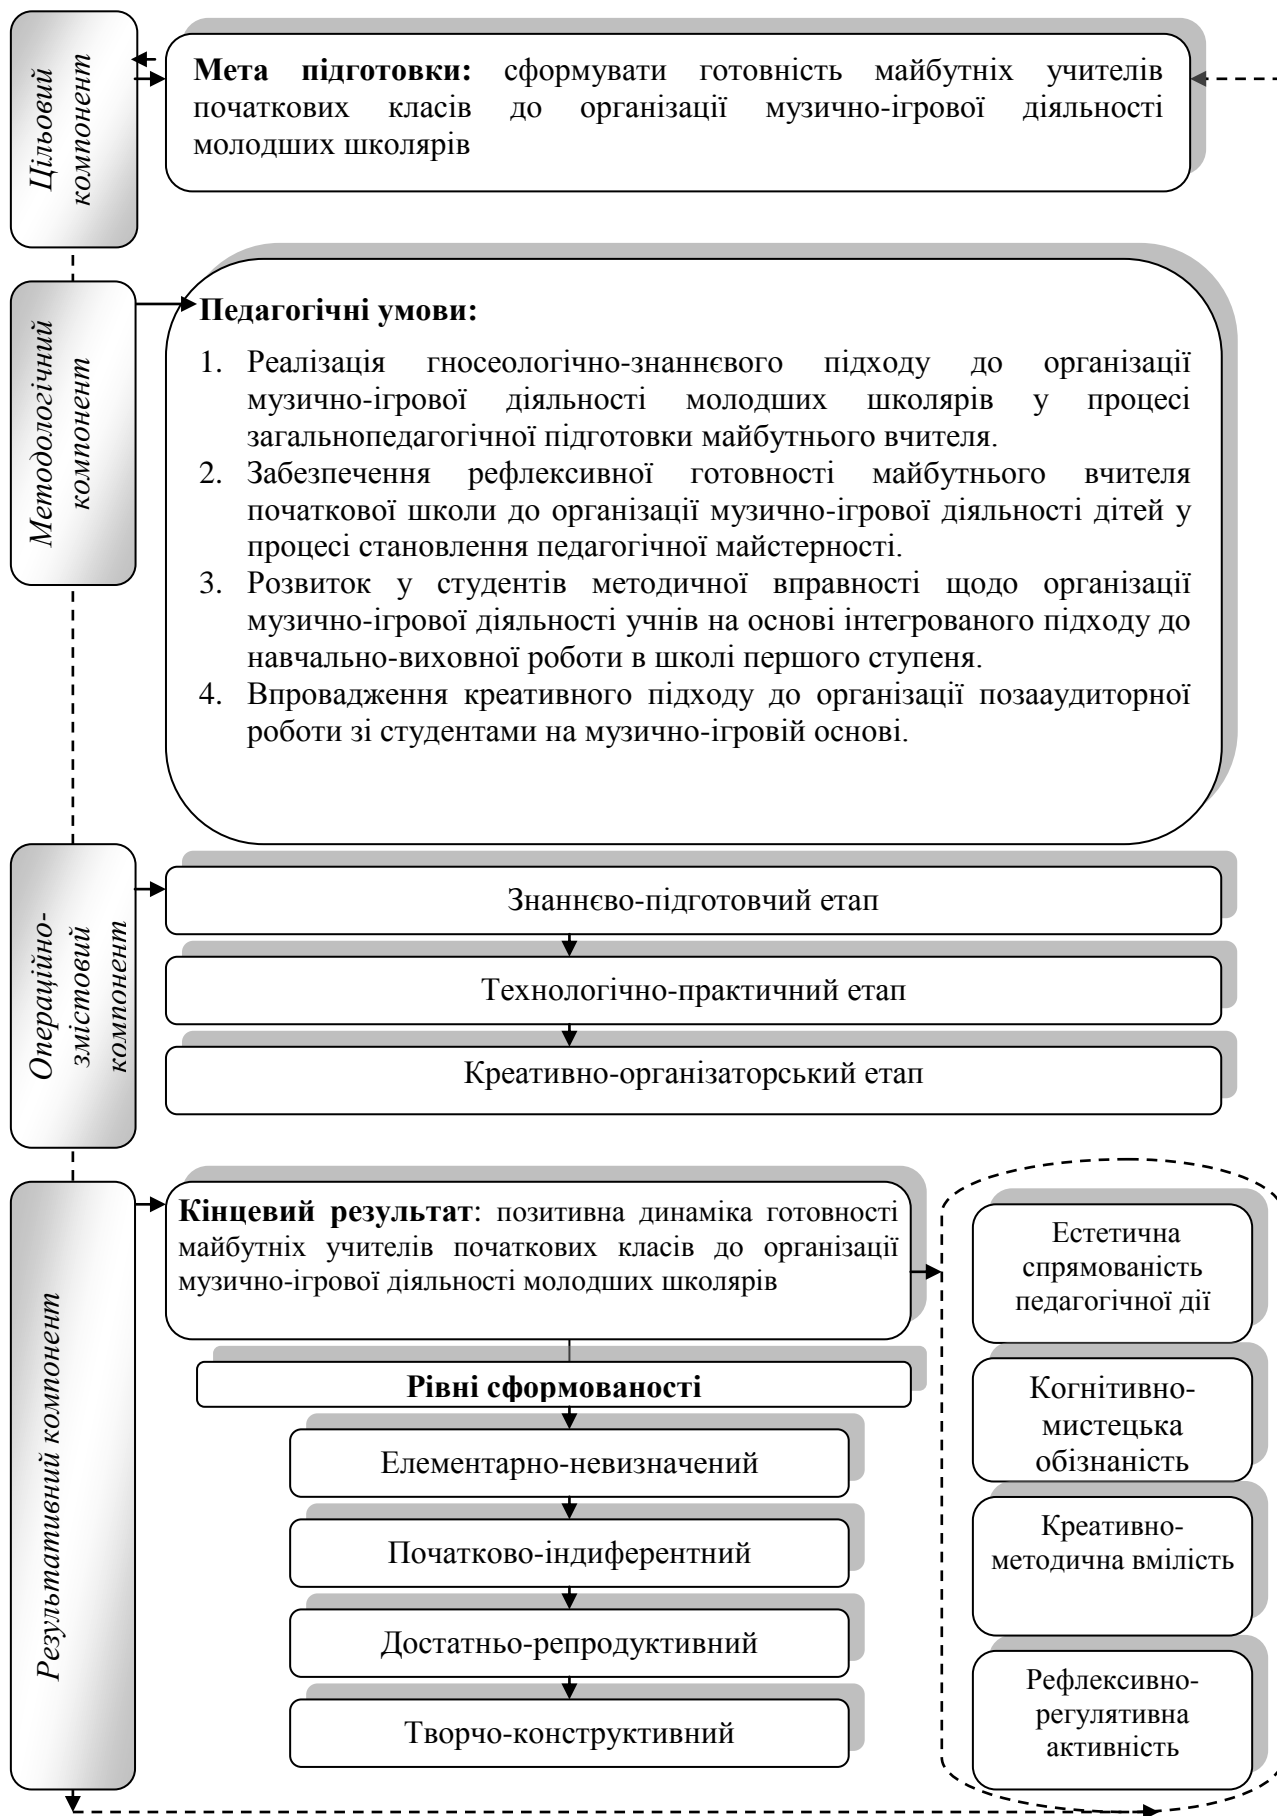 Цільовий
компонент
Мета підготовки: сформувати готовність майбутніх учителів
початкових класів до організації музично-ігрової діяльності
молодших школярів
Методологічний
компонент
Педагогічні умови:
1. Реалізація гносеологічно-знаннєвого підходу до організації
музично-ігрової діяльності молодших школярів у процесі
загальнопедагогічної підготовки майбутнього вчителя.
2. Забезпечення рефлексивної готовності майбутнього вчителя
початкової школи до організації музично-ігрової діяльності дітей у
процесі становлення педагогічної майстерності.
3. Розвиток у студентів методичної вправності щодо організації
музично-ігрової діяльності учнів на основі інтегрованого підходу до
навчально-виховної роботи в школі першого ступеня.
4. Впровадження креативного підходу до організації позааудиторної
роботи зі студентами на музично-ігровій основі.
Операційно-
змістовий
компонент
Знаннєво-підготовчий етап
Технологічно-практичний етап
Креативно-організаторський етап
Результативний компонент
Кінцевий результат: позитивна динаміка готовності
майбутніх учителів початкових класів до організації
музично-ігрової діяльності молодших школярів
Рівні сформованості
Елементарно-невизначений
Початково-індиферентний
Достатньо-репродуктивний
Творчо-конструктивний
Естетична
спрямованість
педагогічної дії
Когнітивно-
мистецька
обізнаність
Креативно-
методична вмілість
Рефлексивно-
регулятивна
активність